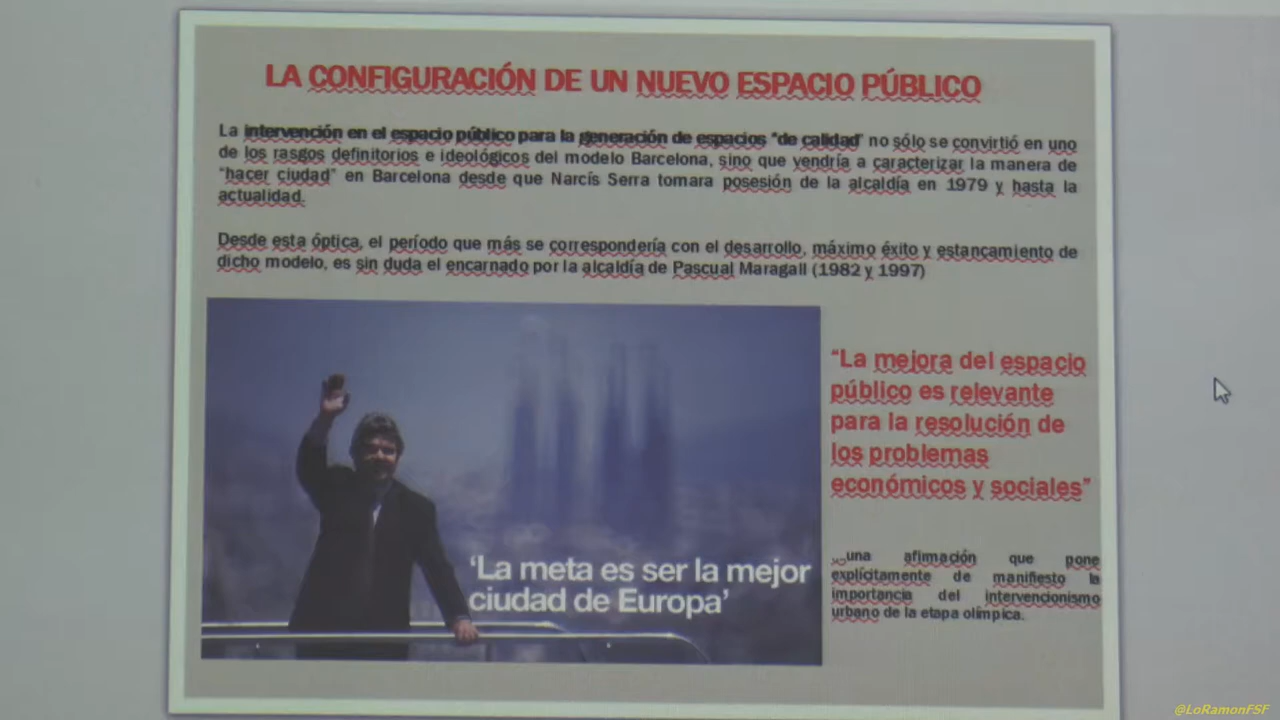 LA CONFIGURACIÓN DE UN NUEVO ESPACIO PÚBLICO
La intervención en el espacio público para la generación de espacios "de calidad" no sólo se convirtió en uno
de los rasgos definitorios e ideológicos del modelo Barcelona, sino que vendría a caracterizar la manera de
"hacer ciudad" en Barcelona desde que Narcís Serra tomara posesión de la alcaldía en 1979 y hasta la
actualidad.
Desde esta óptica, el período que más se correspondería con el desarrollo, máximo éxito y estancamiento de
dicho modelo, es sin duda el encarnado por la alcaldía de Pascual Maragall (1982 y 1997)
"La mejora del espacio
público es relevante
para la resolución de
los problemas
económicos y sociales"
'La meta es ser la mejor
ciudad de Europa'
...una afirmación que pone
explícitamente de manifiesto la
importancia del intervencionismo
urbano de la etapa olímpica.
@LoRamonFSF